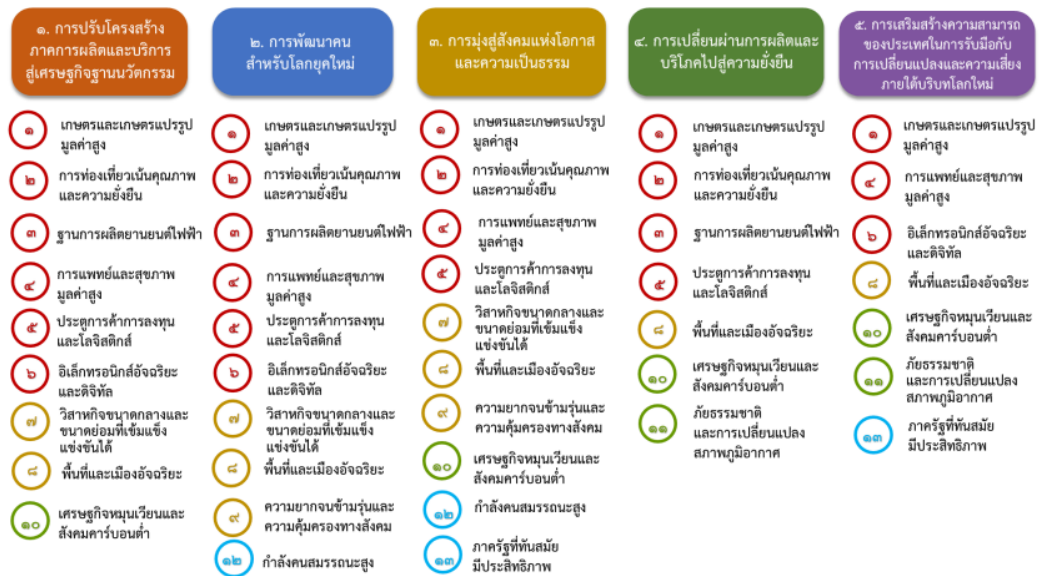 ๑. การปรับโครงสร้าง
ภาคการผลิตและบริการ
สู่เศรษฐกิจฐานนวัตกรรม
๑
เกษตรและเกษตรแปรรูป
มูลค่าสูง
๒
การท่องเที่ยวเน้นคุณภาพ
และความยั่งยืน
๓
ฐานการผลิตยานยนต์ไฟฟ้า
๔
การแพทย์และสุขภาพ
มูลค่าสูง
๕
ประตูการค้าการลงทุน
และโลจิสติกส์
๖
อิเล็กทรอนิกส์อัจฉริยะ
และดิจิทัล
๗
วิสาหกิจขนาดกลางและ
ขนาดย่อมที่เข้มแข็ง
แข่งขันได้
๘
พื้นที่และเมืองอัจฉริยะ
๑๐
เศรษฐกิจหมุนเวียนและ
สังคมคาร์บอนต่ำ
๒. การพัฒนาคน
สำหรับโลกยุคใหม่
๑
เกษตรและเกษตรแปรรูป
มูลค่าสูง
๒
การท่องเที่ยวเน้นคุณภาพ
และความยั่งยืน
๓
ฐานการผลิตยานยนต์ไฟฟ้า
๔
การแพทย์และสุขภาพ
มูลค่าสูง
๕
ประตูการค้าการลงทุน
และโลจิสติกส์
๖
อิเล็กทรอนิกส์อัจฉริยะ
และดิจิทัล
๗
วิสาหกิจขนาดกลางและ
ขนาดย่อมที่เข้มแข็ง
แข่งขันได้
๘
พื้นที่และเมืองอัจฉริยะ
๙
ความยากจนข้ามรุ่นและ
ความคุ้มครองทางสังคม
๑๒
กำลังคนสมรรถนะสูง
๓. การมุ่งสู่สังคมแห่งโอกาส
และความเป็นธรรม
๑
เกษตรและเกษตรแปรรูป
มูลค่าสูง
๒
การท่องเที่ยวเน้นคุณภาพ
และความยั่งยืน
๔
การแพทย์และสุขภาพ
มูลค่าสูง
๕
ประตูการค้าการลงทุน
และโลจิสติกส์
๗
วิสาหกิจขนาดกลางและ
ขนาดย่อมที่เข้มแข็ง
แข่งขันได้
๘
พื้นที่และเมืองอัจฉริยะ
๙
ความยากจนข้ามรุ่นและ
ความคุ้มครองทางสังคม
๑๐
เศรษฐกิจหมุนเวียนและ
สังคมคาร์บอนต่ำ
๑๒
กำลังคนสมรรถนะสูง
๑๓
ภาครัฐที่ทันสมัย
มีประสิทธิภาพ
๔. การเปลี่ยนผ่านการผลิตและ
บริโภคไปสู่ความยั่งยืน
๑
เกษตรและเกษตรแปรรูป
มูลค่าสูง
๒
การท่องเที่ยวเน้นคุณภาพ
และความยั่งยืน
๓
ฐานการผลิตยานยนต์ไฟฟ้า
๕
ประตูการค้าการลงทุน
และโลจิสติกส์
๘
พื้นที่และเมืองอัจฉริยะ
๑๐
เศรษฐกิจหมุนเวียนและ
สังคมคาร์บอนต่ำ
๑๑
ภัยธรรมชาติ
และการเปลี่ยนแปลง
สภาพภูมิอากาศ
๕. การเสริมสร้างความสามารถ
ของประเทศในการรับมือกับ
การเปลี่ยนแปลงและความเสี่ยง
ภายใต้บริบทโลกใหม่
๑
เกษตรและเกษตรแปรรูป
มูลค่าสูง
๔
การแพทย์และสุขภาพ
มูลค่าสูง
๖
อิเล็กทรอนิกส์อัจฉริยะ
และดิจิทัล
๘
พื้นที่และเมืองอัจฉริยะ
๑๐
เศรษฐกิจหมุนเวียนและ
สังคมคาร์บอนต่ำ
๑๑
ภัยธรรมชาติ
และการเปลี่ยนแปลง
สภาพภูมิอากาศ
๑๓
ภาครัฐที่ทันสมัย
มีประสิทธิภาพ